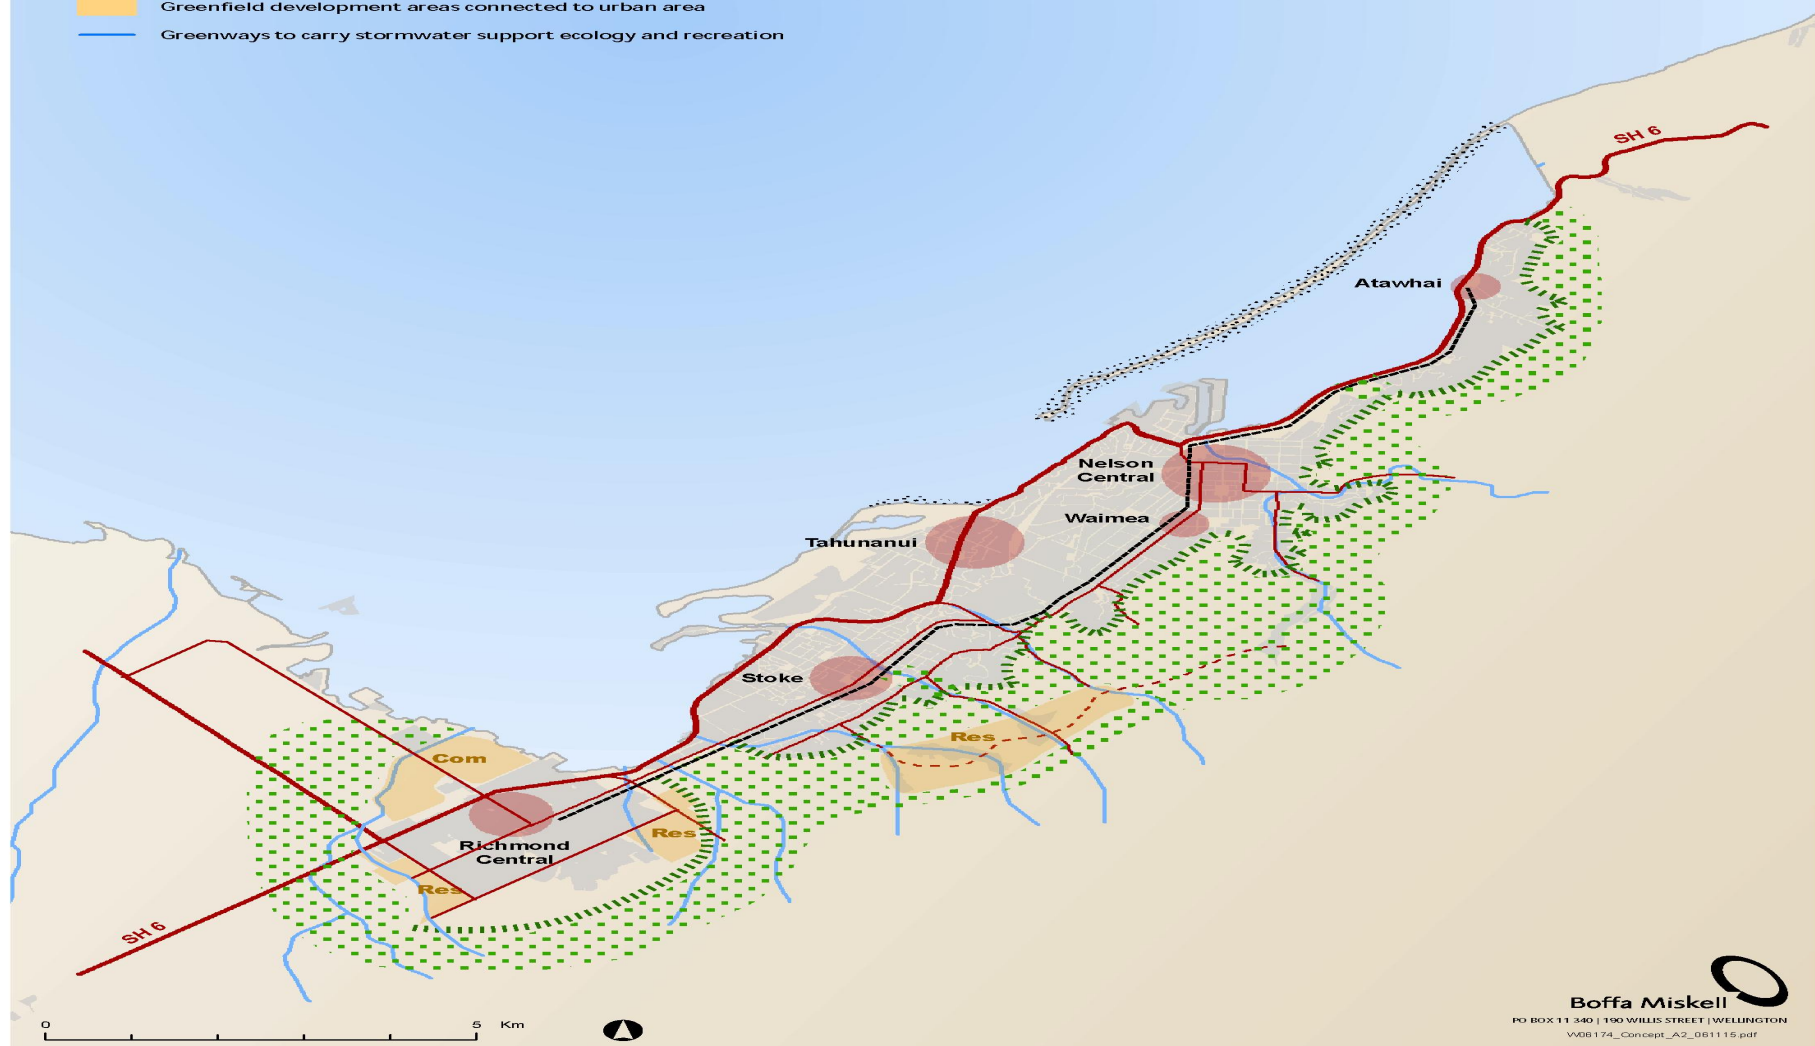 Greenfield development areas connected to urban area
Greenways to carry stormwater support ecology and recreation
SH 6
Atawhai
Nelson
Central
Waimea
Tahunanui
Stoke
Res
Com
Res
Richmond
Central
Res
SH 6
0
5
Km
Boffa Miskell
PO BOX 11 340 | 190 WILLIS STREET | WELLINGTON
W06174_Concept_A2_061115.pdf